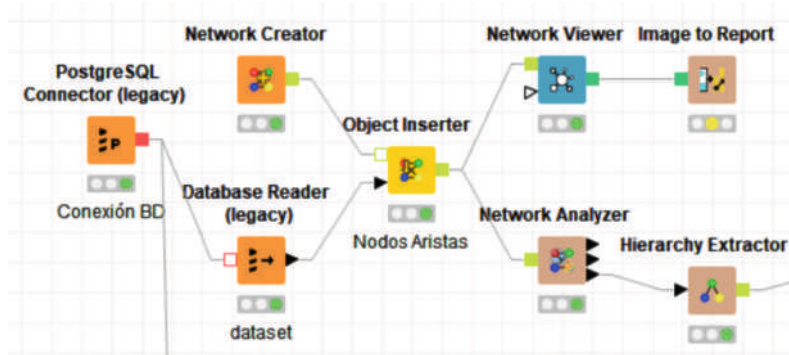 Network Creator
Network Viewer
Image to Report
PostgreSQL
Connector (legacy)
Object Inserter
P
Conexión BD
Database Reader
(legacy)
Nodos Aristas
Network Analyzer
Hierarchy Extractor
dataset